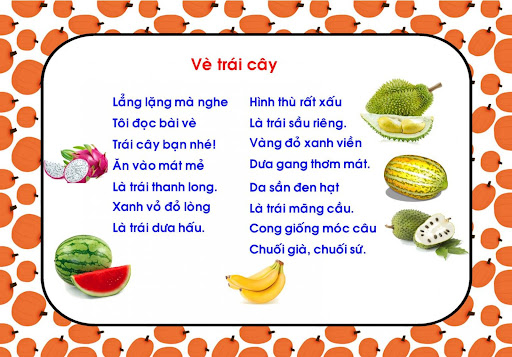 Vè trái cây
Lẳng lặng mà nghe
Tôi đọc bài vè
Trái cây bạn nhé!
Ăn vào mát mẻ
Là trái thanh long.
Xanh vỏ đỏ lòng
Là trái dưa hấu.
Hình thù rất xấu
Là trái sầu riêng.
Vàng đỏ xanh viền
Dưa gang thơm mát.
Da sần đen hạt
Là trái mãng cầu.
Cong giống móc câu
Chuối già, chuối sứ.